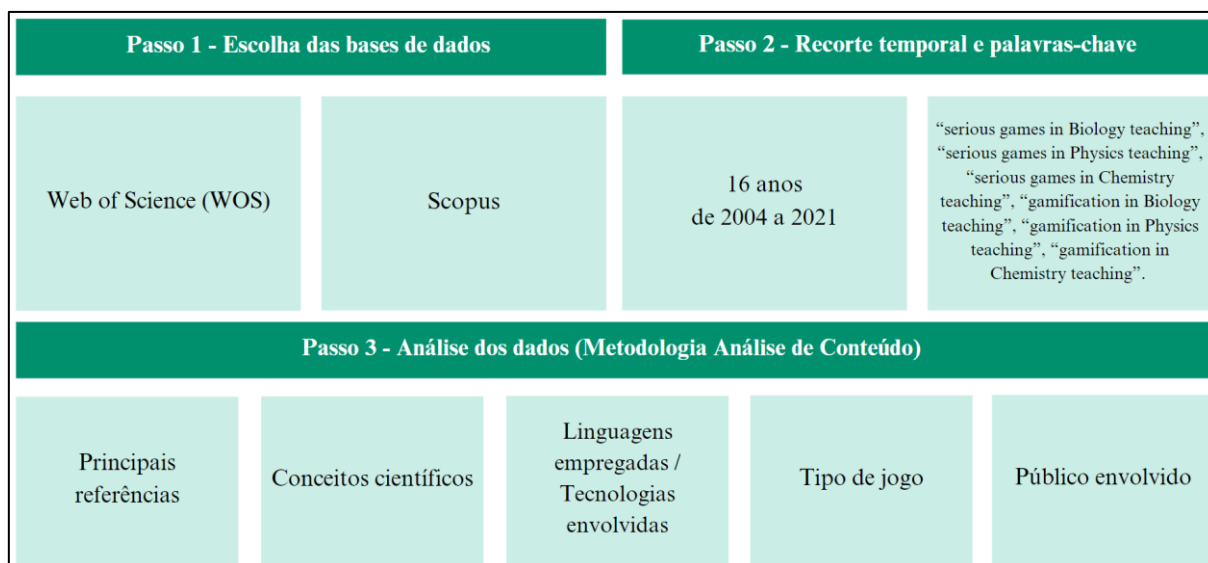 Passo 1 - Escolha das bases de dados
Passo 2 - Recorte temporal e palavras-chave
Web of Science (WOS)
Scopus
16 anos
de 2004 a 2021
“serious games in Biology teaching”,
“serious games in Physics teaching”,
“serious games in Chemistry
teaching”, “gamification in Biology
teaching”, “gamification in Physics
teaching”, “gamification in
Chemistry teaching”.
Passo 3 - Análise dos dados (Metodologia Análise de Conteúdo)
Principais
referências
Conceitos científicos
Linguagens
empregadas /
Tecnologias
envolvidas
Tipo de jogo
Público envolvido